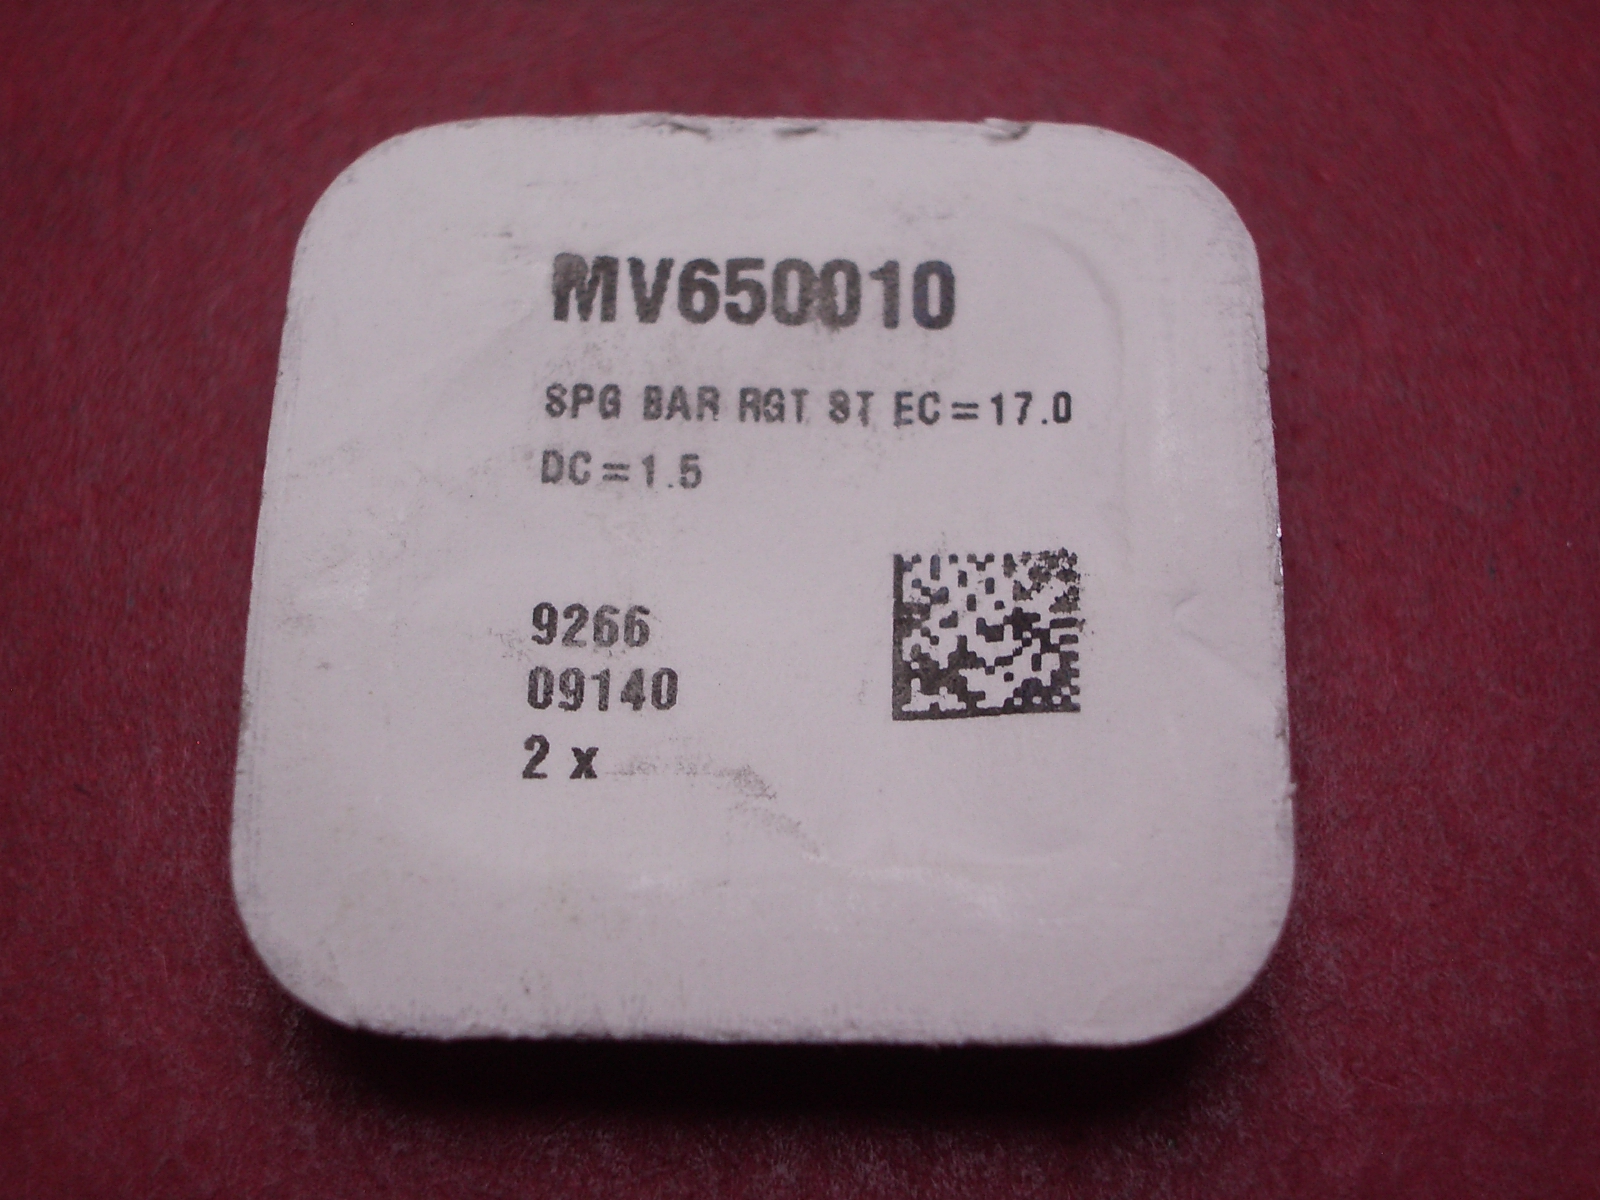 MV650010
SPG BAR RGT ST EC=17.0
DC=1.5
9266
09140
2 x